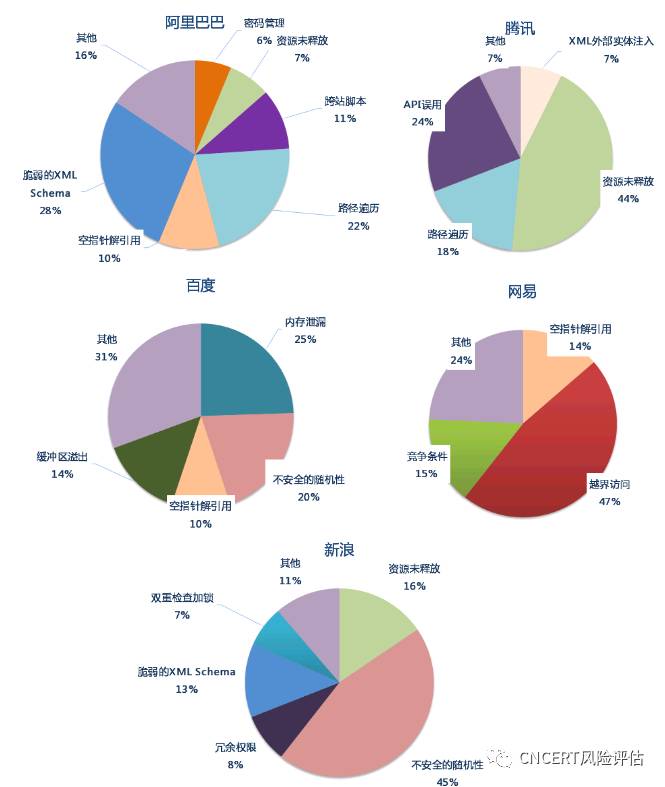 阿里巴巴
密码管理
6%
资源未释放
7%
跨站脚本
11%
路径遍历
22%
空指针解引用
10%
脆弱的XML
Schema
28%
其他
16%
腾讯
XML外部实体注入
7%
资源未释放
44%
路径遍历
18%
API误用
24%
其他
7%
百度
内存泄漏
25%
不安全的随机性
20%
空指针解引用
10%
缓冲区溢出
14%
其他
31%
网易
空指针解引用
14%
越界访问
47%
竞争条件
15%
其他
24%
新浪
资源未释放
16%
不安全的随机性
45%
冗余权限
8%
脆弱的XML Schema
13%
双重检查加锁
7%
其他
11%
CNCERT风险评估